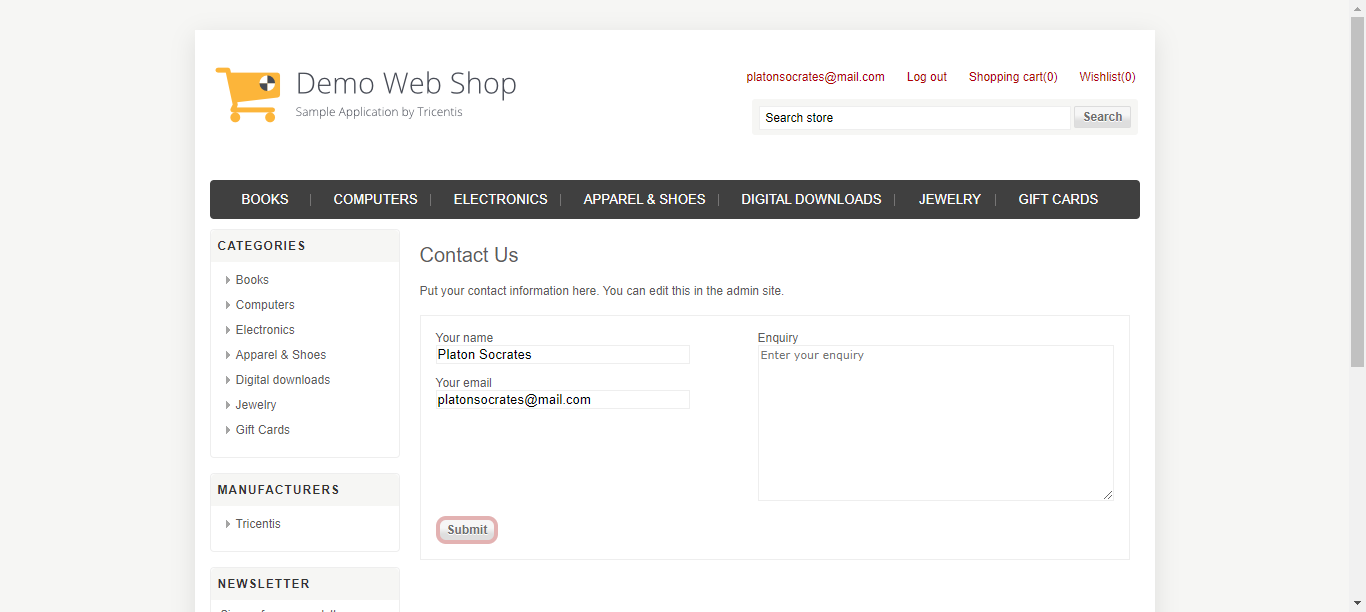 Demo Web Shop
Sample Application by Tricentis
platonsocrates@mail.com Log out Shopping cart(0) Wishlist(0)
Search store Search
BOOKS COMPUTERS ELECTRONICS APPAREL & SHOES DIGITAL DOWNLOADS JEWELRY GIFT CARDS
CATEGORIES
Books
Computers
Electronics
Apparel & Shoes
Digital downloads
Jewelry
Gift Cards
MANUFACTURERS
Tricentis
NEWSLETTER
Contact Us
Put your contact information here. You can edit this in the admin site.
Your name
Platon Socrates
Your email
platonsocrates@mail.com
Enquiry
Enter your enquiry
Submit